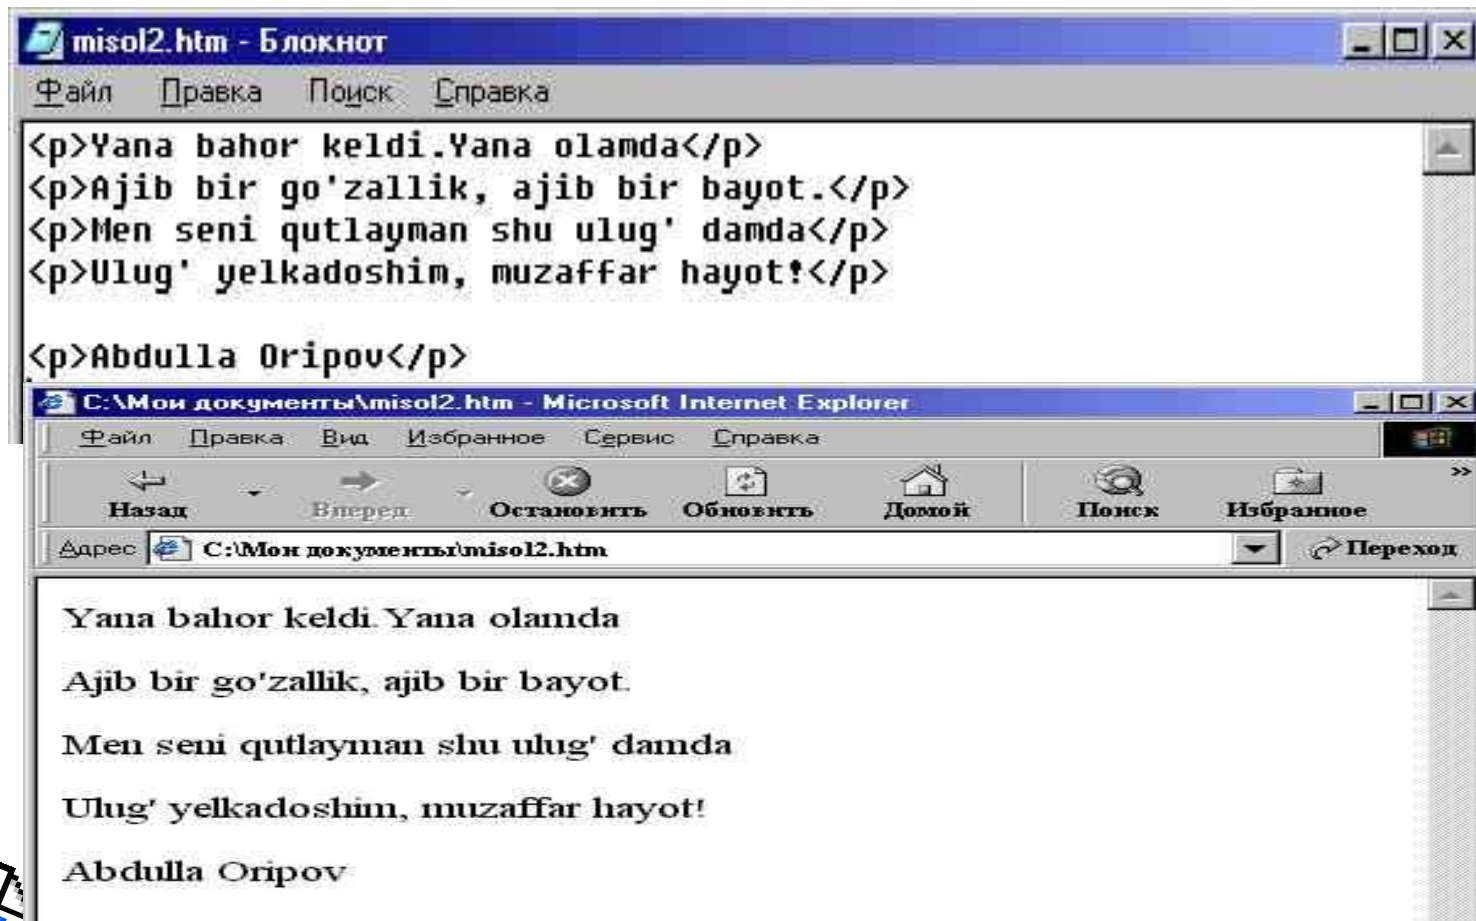 misol2.htm - Блокнот
Файл Правка Поиск Справка
<p>Yana bahor keldi.Yana olamda</p>
<p>Ajib bir go'zallik, ajib bir bayot.</p>
<p>Men seni qutlayman shu ulug' damda</p>
<p>Ulug' yelkadoshim, muzaffar hayot!</p>
<p>Abdulla Oripov</p>
C:\Мои документы\misol2.htm - Microsoft Internet Explorer
Файл Правка Вид Избранное Сервис Справка
Назад Вперед Остановить Обновить Домой Поиск Избранное »
Адрес C:\Мои документы\misol2.htm Переход
Yana bahor keldi.Yana olamda
Ajib bir go'zallik, ajib bir bayot.
Men seni qutlayman shu ulug' damda
Ulug' yelkadoshim, muzaffar hayot!
Abdulla Oripov